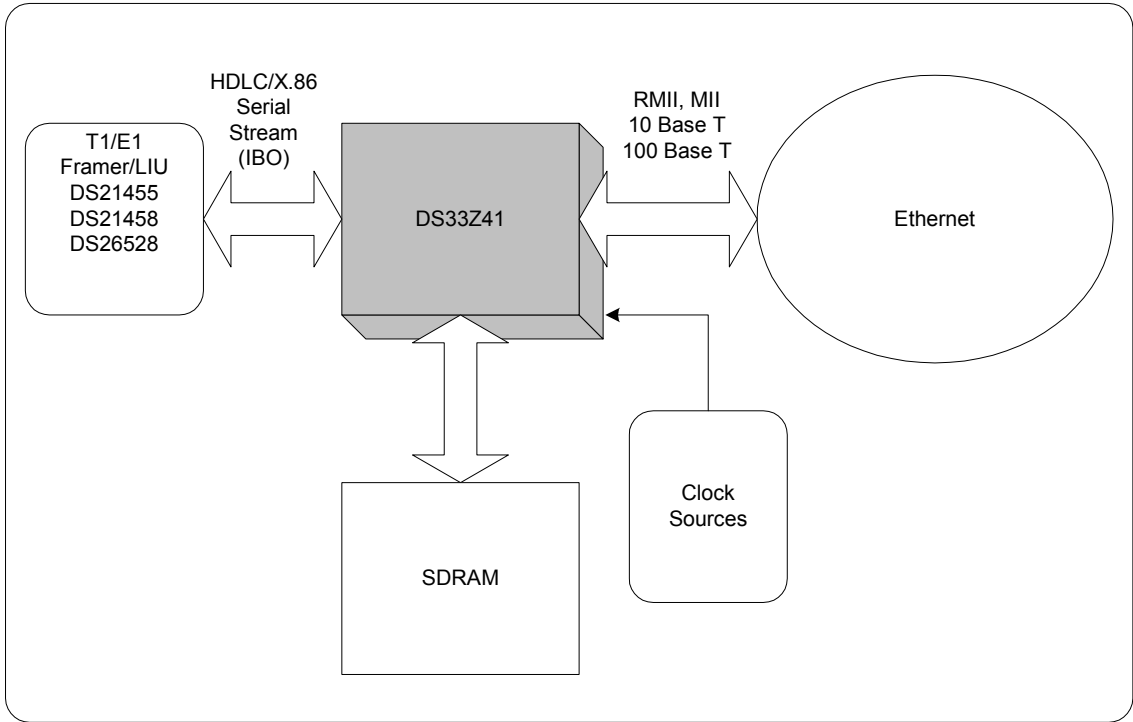 HDLC/X.86
Serial
Stream
(IBO)
RMII, MII
10 Base T
100 Base T
T1/E1
Framer/LIU
DS21455
DS21458
DS26528
DS33Z41
Ethernet
Clock
Sources
SDRAM